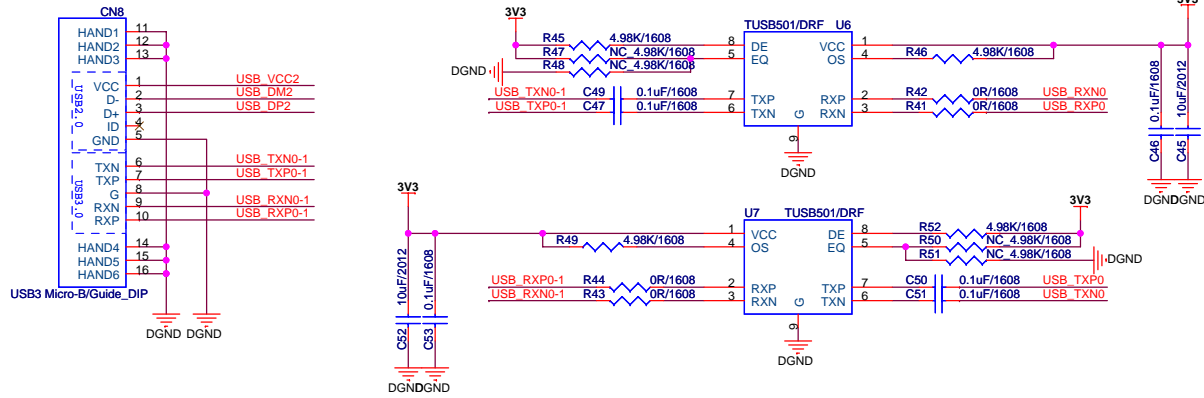 CN8
HAND1 11
HAND2 12
HAND3 13
USB2.0
VCC 1 USB_VCC2
D- 2 USB_DM2
D+ 3 USB_DP2
ID 4
GND 5
USB3.0
TXN 6 USB_TXN0-1
TXP 7 USB_TXP0-1
G 8
RXN 9 USB_RXN0-1
RXP 10 USB_RXP0-1
HAND4 14
HAND5 15
HAND6 16
USB3 Micro-B/Guide_DIP
DGND DGND
3V3
3V3
TUSB501/DRF U6
R45 4.98K/1608 8 DE VCC 1
R47 NC_4.98K/1608 5 EQ OS 4 R46 4.98K/1608
R48 NC_4.98K/1608
DGND
USB_TXN0-1 C49 0.1uF/1608 7 TXP RXP 2 R42 0R/1608 USB_RXN0
USB_TXP0-1 C47 0.1uF/1608 6 TXN RXN 3 R41 0R/1608 USB_RXP0
G
9
DGND
0.1uF/1608
10uF/2012
C46
C45
DGND DGND
3V3
3V3
U7 TUSB501/DRF
1 VCC DE 8 R52 4.98K/1608
R49 4.98K/1608 4 OS EQ 5 R50 NC_4.98K/1608
R51 NC_4.98K/1608
DGND
USB_RXP0-1 R44 0R/1608 2 RXP TXP 7 C50 0.1uF/1608 USB_TXP0
USB_RXN0-1 R43 0R/1608 3 RXN TXN 6 C51 0.1uF/1608 USB_TXN0
G
9
DGND
10uF/2012
0.1uF/1608
C52
C53
DGND DGND